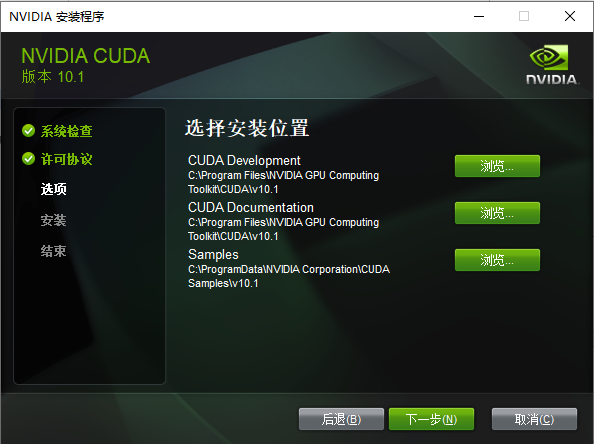 NVIDIA 安装程序
NVIDIA CUDA
版本 10.1
NVIDIA.
系统检查
许可协议
选项
安装
结束
选择安装位置
CUDA Development
浏览...
C:\Program Files\NVIDIA GPU Computing
Toolkit\CUDA\v10.1
CUDA Documentation
浏览...
C:\Program Files\NVIDIA GPU Computing
Toolkit\CUDA\v10.1
Samples
浏览...
C:\ProgramData\NVIDIA Corporation\CUDA
Samples\v10.1
后退(B)
下一步(N)
取消(C)